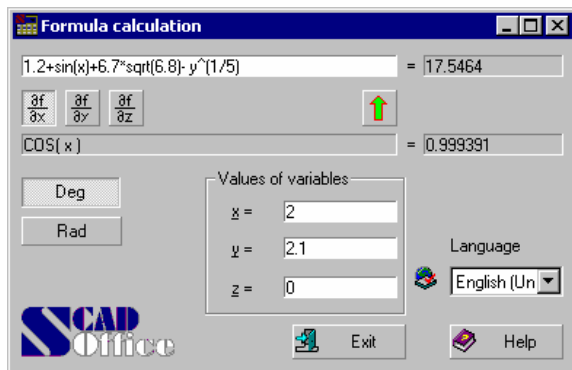 Formula calculation
1.2+sin(x)+6.7*sqrt(6.8)- y^(1/5) = 17.5464
∂f/∂x ∂f/∂y ∂f/∂z
COS( x ) = 0.999391
Deg
Rad
Values of variables
x = 2
y = 2.1
z = 0
Language
English (Un
SCAD Office
Exit
Help